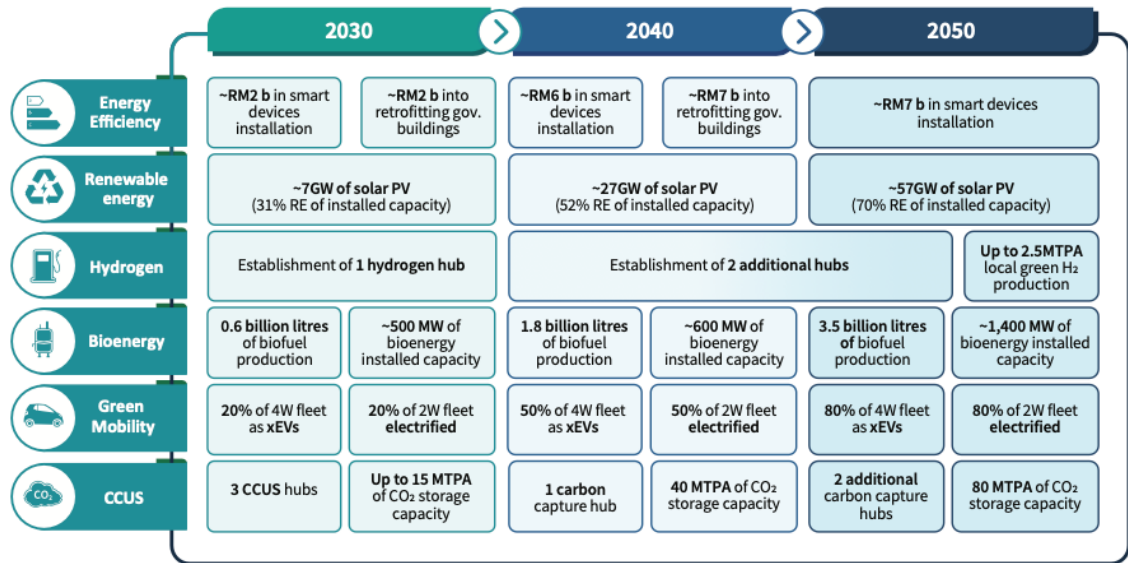 2030
2040
2050
Energy
Efficiency
~RM2 b in smart
devices
installation
~RM2 b into
retrofitting gov.
buildings
~RM6 b in smart
devices
installation
~RM7 b into
retrofitting gov.
buildings
~RM7 b in smart devices
installation
Renewable
energy
~7GW of solar PV
(31% RE of installed capacity)
~27GW of solar PV
(52% RE of installed capacity)
~57GW of solar PV
(70% RE of installed capacity)
Hydrogen
Establishment of 1 hydrogen hub
Establishment of 2 additional hubs
Up to 2.5MTPA
local green H₂
production
Bioenergy
0.6 billion litres
of biofuel
production
~500 MW of
bioenergy
installed capacity
1.8 billion litres
of biofuel
production
~600 MW of
bioenergy
installed capacity
3.5 billion litres
of biofuel
production
~1,400 MW of
bioenergy installed
capacity
Green
Mobility
20% of 4W fleet
as xEVs
20% of 2W fleet
electrified
50% of 4W fleet
as xEVs
50% of 2W fleet
electrified
80% of 4W fleet
as xEVs
80% of 2W fleet
electrified
CO₂
CCUS
3 CCUS hubs
Up to 15 MTPA
of CO₂ storage
capacity
1 carbon
capture hub
40 MTPA of CO₂
storage capacity
2 additional
carbon capture
hubs
80 MTPA of CO₂
storage capacity